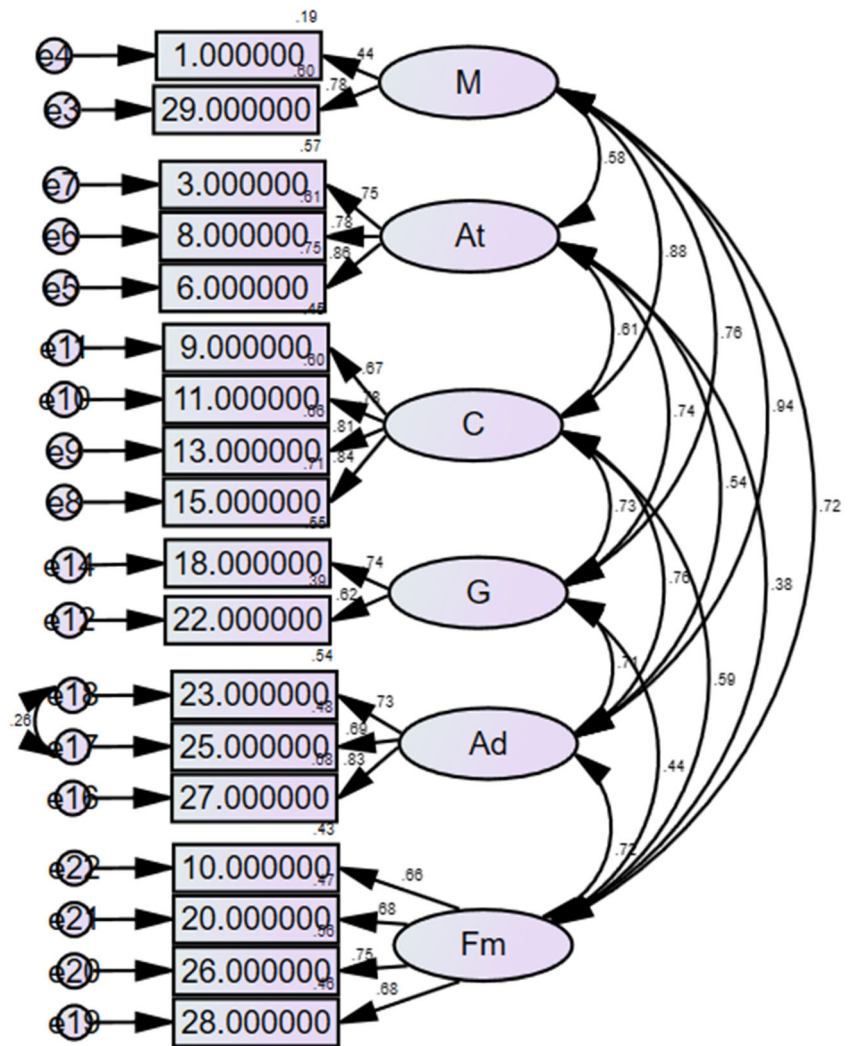 .19
e4 1.000000 .44 M
.60
e3 29.000000 .78
.57
.58
e7 3.000000 .75
.61
e6 8.000000 .78 At
.75
e5 6.000000 .86
.88
.45
.61
.76
e11 9.000000 .67
.60
e10 11.000000 .78
.66
e9 13.000000 .81 C
.71
e8 15.000000 .84
.74
.94
.55
.54
.73
.72
e14 18.000000 .74
.39
e12 22.000000 .62 G
.76
.38
.54
.71
.59
e18 23.000000 .73
.48
.26
e17 25.000000 .69 Ad
.68
e16 27.000000 .83
.44
.43
.72
e22 10.000000 .66
.47
e21 20.000000 .68
.56
e20 26.000000 .75 Fm
.46
e19 28.000000 .68